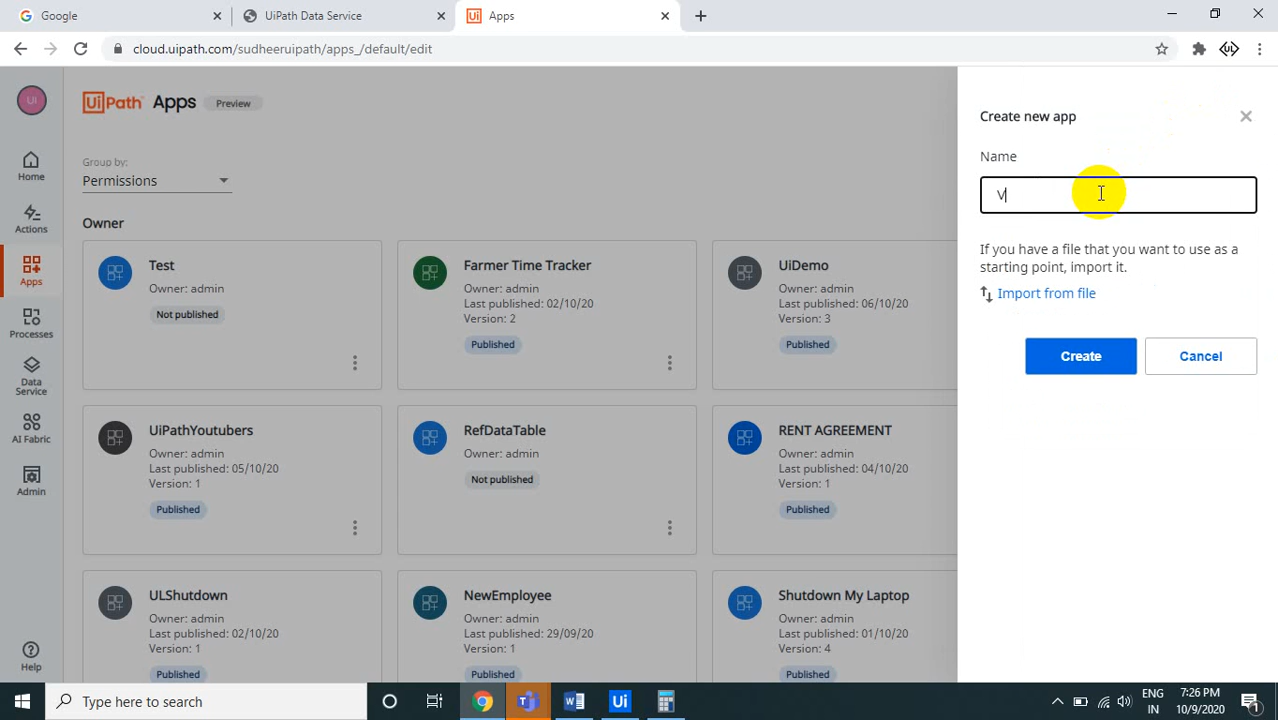 Google
UiPath Data Service
Apps
cloud.uipath.com/sudheeruipath/apps_/default/edit
UI
UiPath Apps Preview
Home
Actions
Apps
Processes
Data Service
AI Fabric
Admin
Help
Group by:
Permissions
Owner
Test
Owner: admin
Not published
Farmer Time Tracker
Owner: admin
Last published: 02/10/20
Version: 2
Published
UiDemo
Owner: admin
Last published: 06/10/20
Version: 3
Published
UiPathYoutubers
Owner: admin
Last published: 05/10/20
Version: 1
Published
RefDataTable
Owner: admin
Not published
RENT AGREEMENT
Owner: admin
Last published: 04/10/20
Version: 1
Published
ULShutdown
Owner: admin
Last published: 02/10/20
Version: 1
Published
NewEmployee
Owner: admin
Last published: 29/09/20
Version: 1
Published
Shutdown My Laptop
Owner: admin
Last published: 01/10/20
Version: 4
Published
Create new app
Name
V
If you have a file that you want to use as a
starting point, import it.
Import from file
Create Cancel
Type here to search
Ui
ENG
IN
7:26 PM
10/9/2020
1